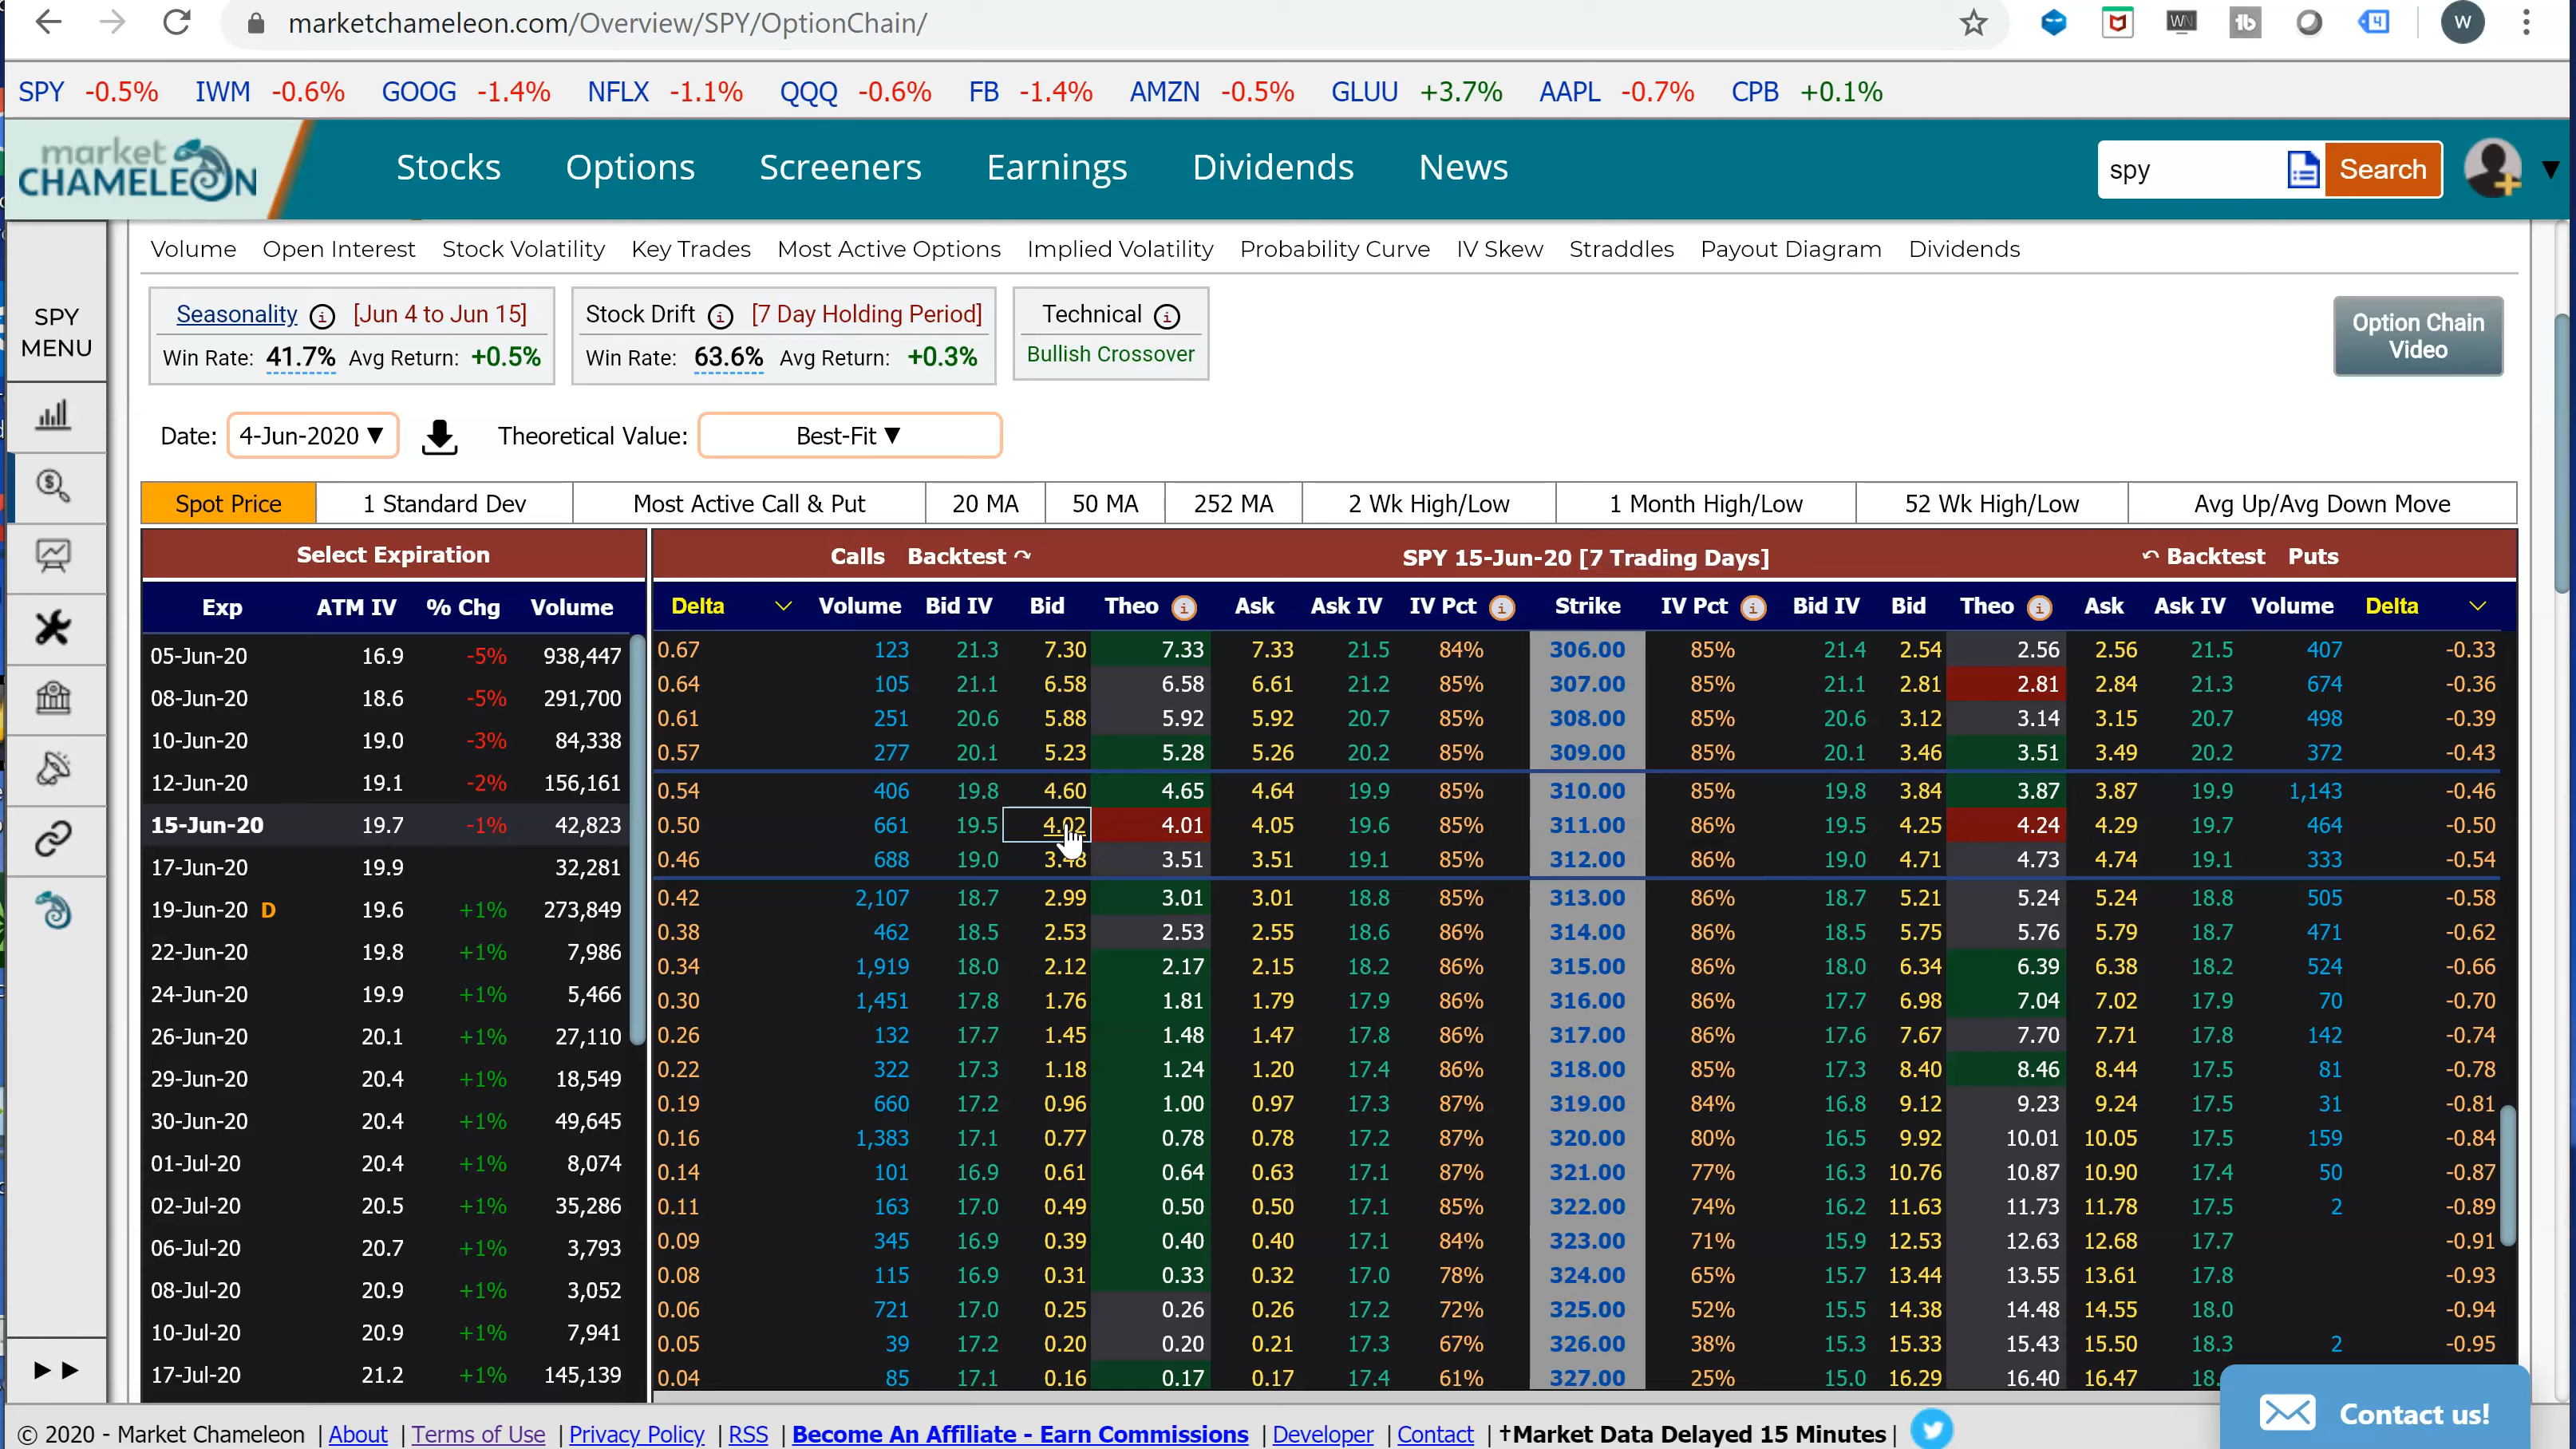 marketchameleon.com/Overview/SPY/OptionChain/
W
SPY -0.5% IWM -0.6% GOOG -1.4% NFLX -1.1% QQQ -0.6% FB -1.4% AMZN -0.5% GLUU +3.7% AAPL -0.7% CPB +0.1%
market CHAMELEON
Stocks Options Screeners Earnings Dividends News
spy Search
Volume Open Interest Stock Volatility Key Trades Most Active Options Implied Volatility Probability Curve IV Skew Straddles Payout Diagram Dividends
SPY MENU
Seasonality [Jun 4 to Jun 15]
Win Rate: 41.7% Avg Return: +0.5%
Stock Drift [7 Day Holding Period]
Win Rate: 63.6% Avg Return: +0.3%
Technical
Bullish Crossover
Option Chain Video
Date: 4-Jun-2020 ▼ Theoretical Value: Best-Fit ▼
Spot Price 1 Standard Dev Most Active Call & Put 20 MA 50 MA 252 MA 2 Wk High/Low 1 Month High/Low 52 Wk High/Low Avg Up/Avg Down Move
Select Expiration
Exp ATM IV % Chg Volume
05-Jun-20 16.9 -5% 938,447
08-Jun-20 18.6 -5% 291,700
10-Jun-20 19.0 -3% 84,338
12-Jun-20 19.1 -2% 156,161
15-Jun-20 19.7 -1% 42,823
17-Jun-20 19.9 32,281
19-Jun-20 D 19.6 +1% 273,849
22-Jun-20 19.8 +1% 7,986
24-Jun-20 19.9 +1% 5,466
26-Jun-20 20.1 +1% 27,110
29-Jun-20 20.4 +1% 18,549
30-Jun-20 20.4 +1% 49,645
01-Jul-20 20.4 +1% 8,074
02-Jul-20 20.5 +1% 35,286
06-Jul-20 20.7 +1% 3,793
08-Jul-20 20.9 +1% 3,052
10-Jul-20 20.9 +1% 7,941
17-Jul-20 21.2 +1% 145,139
Calls Backtest SPY 15-Jun-20 [7 Trading Days] Backtest Puts
Delta Volume Bid IV Bid Theo Ask Ask IV IV Pct Strike IV Pct Bid IV Bid Theo Ask Ask IV Volume Delta
0.67 123 21.3 7.30 7.33 7.33 21.5 84% 306.00 85% 21.4 2.54 2.56 2.56 21.5 407 -0.33
0.64 105 21.1 6.58 6.58 6.61 21.2 85% 307.00 85% 21.1 2.81 2.81 2.84 21.3 674 -0.36
0.61 251 20.6 5.88 5.92 5.92 20.7 85% 308.00 85% 20.6 3.12 3.14 3.15 20.7 498 -0.39
0.57 277 20.1 5.23 5.28 5.26 20.2 85% 309.00 85% 20.1 3.46 3.51 3.49 20.2 372 -0.43
0.54 406 19.8 4.60 4.65 4.64 19.9 85% 310.00 85% 19.8 3.84 3.87 3.87 19.9 1,143 -0.46
0.50 661 19.5 4.02 4.01 4.05 19.6 85% 311.00 86% 19.5 4.25 4.24 4.29 19.7 464 -0.50
0.46 688 19.0 3.48 3.51 3.51 19.1 85% 312.00 86% 19.0 4.71 4.73 4.74 19.1 333 -0.54
0.42 2,107 18.7 2.99 3.01 3.01 18.8 85% 313.00 86% 18.7 5.21 5.24 5.24 18.8 505 -0.58
0.38 462 18.5 2.53 2.53 2.55 18.6 86% 314.00 86% 18.5 5.75 5.76 5.79 18.7 471 -0.62
0.34 1,919 18.0 2.12 2.17 2.15 18.2 86% 315.00 86% 18.0 6.34 6.39 6.38 18.2 524 -0.66
0.30 1,451 17.8 1.76 1.81 1.79 17.9 86% 316.00 86% 17.7 6.98 7.04 7.02 17.9 70 -0.70
0.26 132 17.7 1.45 1.48 1.47 17.8 86% 317.00 86% 17.6 7.67 7.70 7.71 17.8 142 -0.74
0.22 322 17.3 1.18 1.24 1.20 17.4 86% 318.00 85% 17.3 8.40 8.46 8.44 17.5 81 -0.78
0.19 660 17.2 0.96 1.00 0.97 17.3 87% 319.00 84% 16.8 9.12 9.23 9.24 17.5 31 -0.81
0.16 1,383 17.1 0.77 0.78 0.78 17.2 87% 320.00 80% 16.5 9.92 10.01 10.05 17.5 159 -0.84
0.14 101 16.9 0.61 0.64 0.63 17.1 87% 321.00 77% 16.3 10.76 10.87 10.90 17.4 50 -0.87
0.11 163 17.0 0.49 0.50 0.50 17.1 85% 322.00 74% 16.2 11.63 11.73 11.78 17.5 2 -0.89
0.09 345 16.9 0.39 0.40 0.40 17.1 84% 323.00 71% 15.9 12.53 12.63 12.68 17.7 -0.91
0.08 115 16.9 0.31 0.33 0.32 17.0 78% 324.00 65% 15.7 13.44 13.55 13.61 17.8 -0.93
0.06 721 17.0 0.25 0.26 0.26 17.2 72% 325.00 52% 15.5 14.38 14.48 14.55 18.0 -0.94
0.05 39 17.2 0.20 0.20 0.21 17.3 67% 326.00 38% 15.3 15.33 15.43 15.50 18.3 2 -0.95
0.04 85 17.1 0.16 0.17 0.17 17.4 61% 327.00 25% 15.0 16.29 16.40 16.47
Contact us!
© 2020 - Market Chameleon | About | Terms of Use | Privacy Policy | RSS | Become An Affiliate - Earn Commissions | Developer | Contact | †Market Data Delayed 15 Minutes |